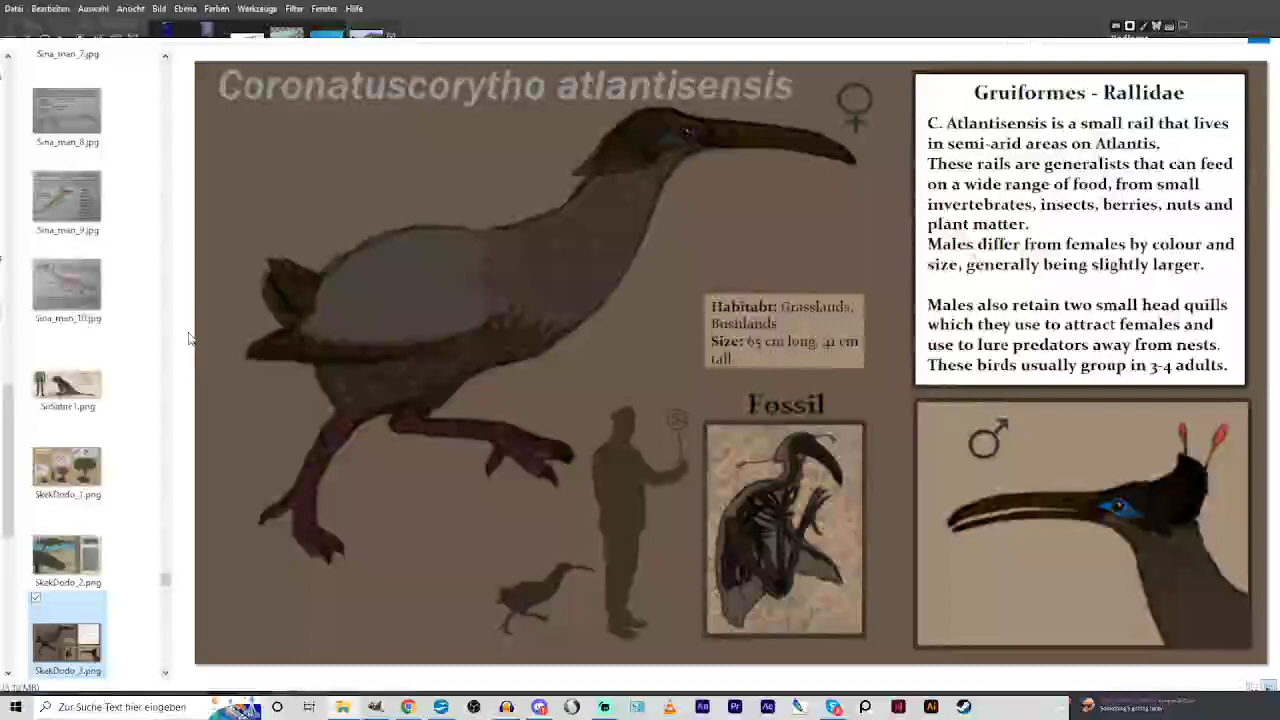 Datei Bearbeiten Auswahl Ansicht Bild Ebene Farben Werkzeuge Filter Fenster Hilfe
Sina_man_7.jpg
Sina_man_8.jpg
Sina_man_9.jpg
Sina_man_10.jpg
SkekDodo_1.png
SkekDodo_2.png
SkekDodo_3.png
Coronatuscorytho atlantisensis
♀
Gruiformes - Rallidae
C. Atlantisensis is a small rail that lives
in semi-arid areas on Atlantis.
These rails are generalists that can feed
on a wide range of food, from small
invertebrates, insects, berries, nuts and
plant matter.
Males differ from females by colour and
size, generally being slightly larger.
Males also retain two small head quills
which they use to attract females and
use to lure predators away from nests.
These birds usually group in 3-4 adults.
Habitabr: Grasslands,
Bushlands
Size: 65 cm long, 41 cm
tall
Fossil
♂
Zur Suche Text hier eingeben